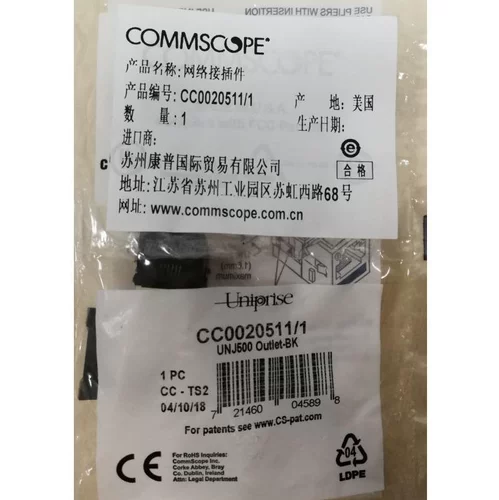 USE PLIERS WITH INSERTION
COMMSCOPE®
产品名称: 网络接插件
产品编号: CC0020511/1
产 地: 美国
数 量: 1
生产日期:
进口商:
合格
苏州康普国际贸易有限公司
地址: 江苏省苏州工业园区苏虹西路68号
网址: www.commscope.com.cn
maximum
Uniprise
CC0020511/1
UNJ500 Outlet-BK
1 PC
CC - TS2
04/10/18
7 21460 04589 8
For patents see www.CS-pat.com
For RoHS Inquiries:
CommScope Inc.
Corke Abbey, Bray
Co. Dublin, Ireland
Attn: Legal Department
CE
04
LDPE